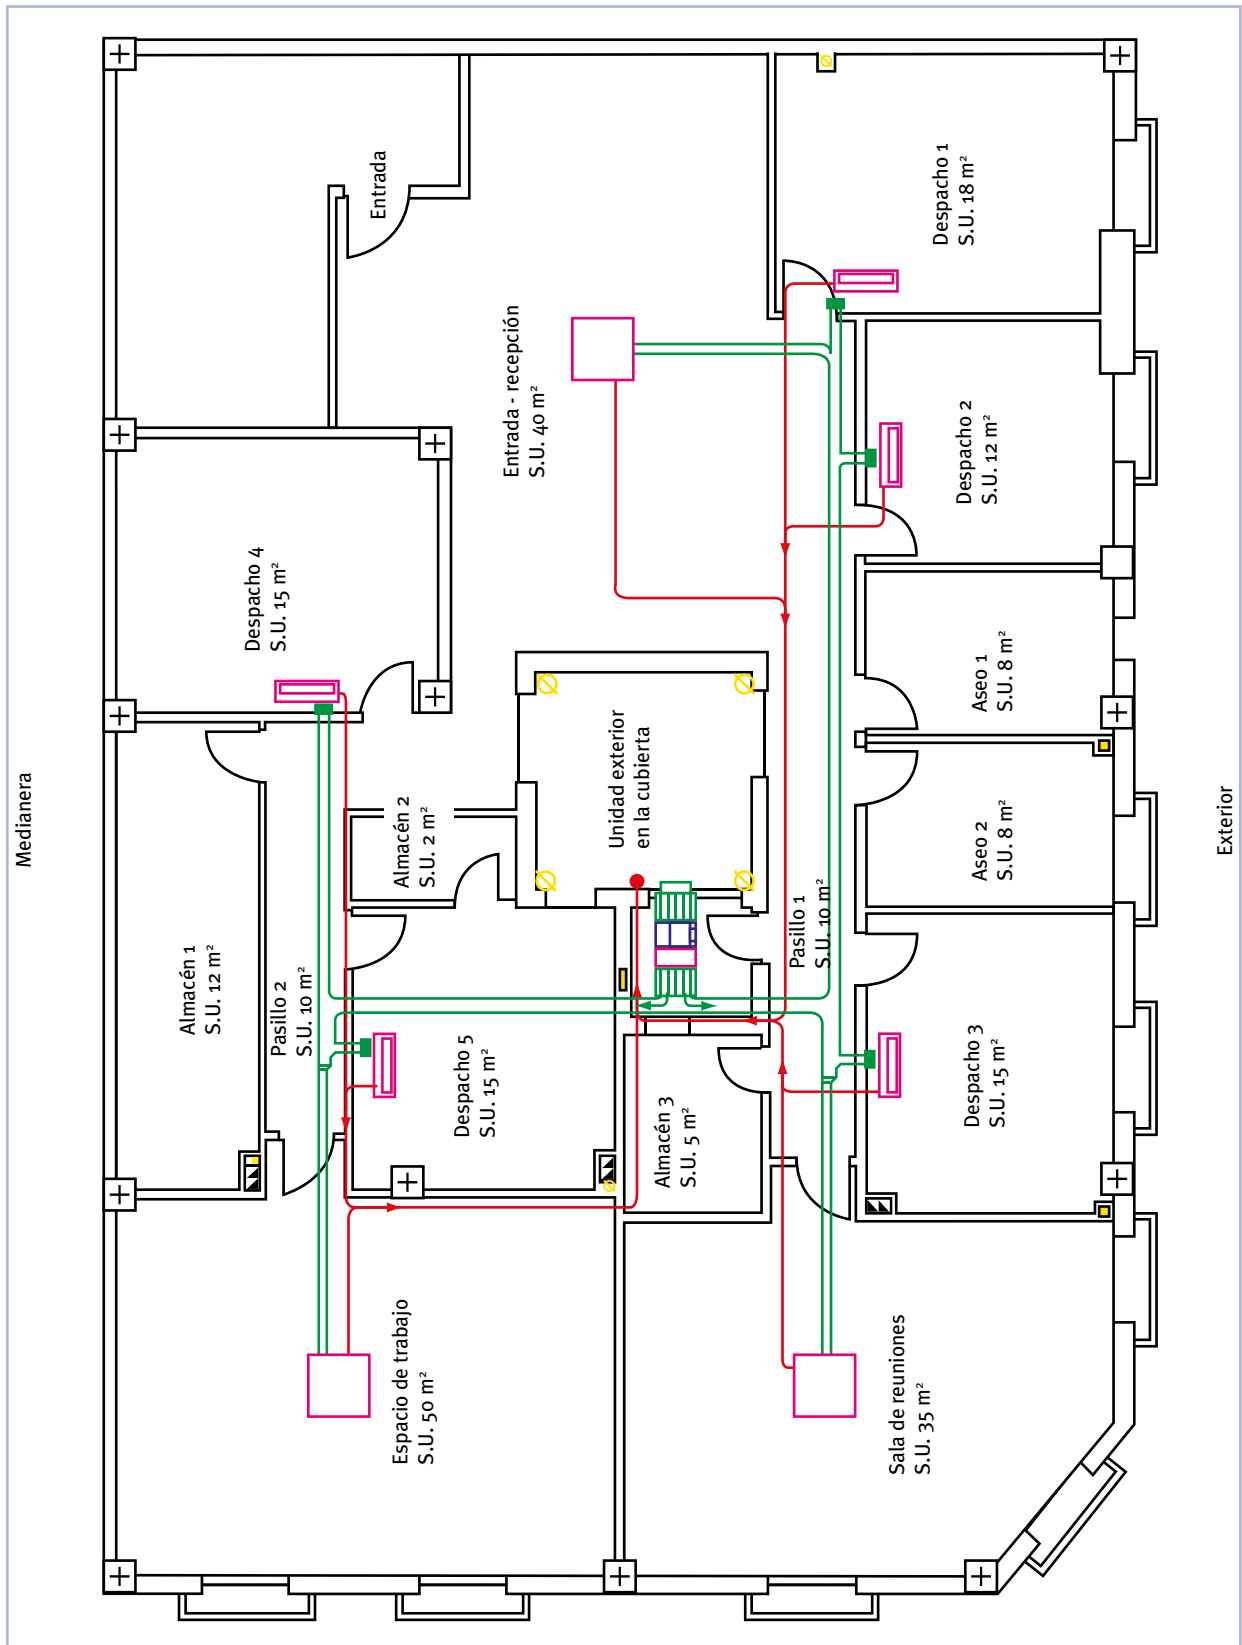 Medianera
Entrada
Despacho 1
S.U. 18 m²
Entrada - recepción
S.U. 40 m²
Despacho 2
S.U. 12 m²
Despacho 4
S.U. 15 m²
Aseo 1
S.U. 8 m²
Unidad exterior
en la cubierta
Almacén 2
S.U. 2 m²
Aseo 2
S.U. 8 m²
Pasillo 1
S.U. 10 m²
Almacén 1
S.U. 12 m²
Pasillo 2
S.U. 10 m²
Despacho 5
S.U. 15 m²
Almacén 3
S.U. 5 m²
Despacho 3
S.U. 15 m²
Espacio de trabajo
S.U. 50 m²
Sala de reuniones
S.U. 35 m²
Exterior